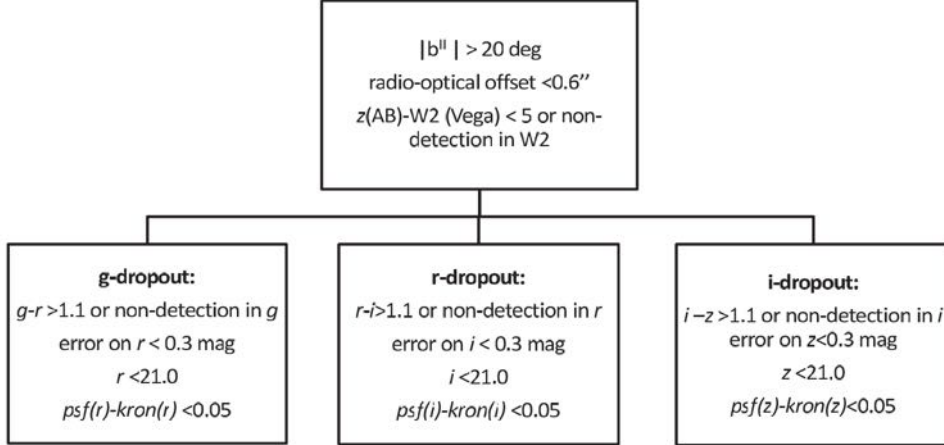 |bᴵᴵ | > 20 deg
radio-optical offset <0.6’’
z(AB)-W2 (Vega) < 5 or non-
detection in W2
g-dropout:
g-r >1.1 or non-detection in g
error on r < 0.3 mag
r <21.0
psf(r)-kron(r) <0.05
r-dropout:
r-i>1.1 or non-detection in r
error on i < 0.3 mag
i <21.0
psf(i)-kron(i) <0.05
i-dropout:
i –z >1.1 or non-detection in i
error on z<0.3 mag
z <21.0
psf(z)-kron(z)<0.05